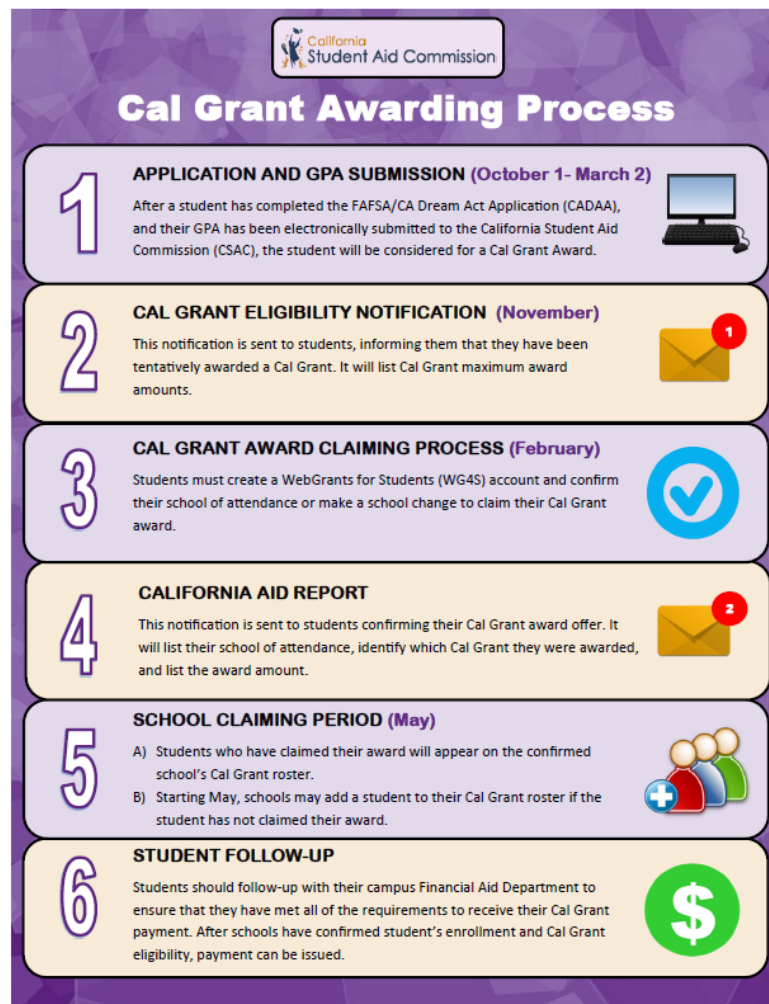 California
Student Aid Commission
Cal Grant Awarding Process
1
APPLICATION AND GPA SUBMISSION (October 1- March 2)
After a student has completed the FAFSA/CA Dream Act Application (CADAA),
and their GPA has been electronically submitted to the California Student Aid
Commission (CSAC), the student will be considered for a Cal Grant Award.
2
CAL GRANT ELIGIBILITY NOTIFICATION (November)
This notification is sent to students, informing them that they have been
tentatively awarded a Cal Grant. It will list Cal Grant maximum award
amounts.
1
3
CAL GRANT AWARD CLAIMING PROCESS (February)
Students must create a WebGrants for Students (WG4S) account and confirm
their school of attendance or make a school change to claim their Cal Grant
award.
4
CALIFORNIA AID REPORT
This notification is sent to students confirming their Cal Grant award offer. It
will list their school of attendance, identify which Cal Grant they were awarded,
and list the award amount.
2
5
SCHOOL CLAIMING PERIOD (May)
A) Students who have claimed their award will appear on the confirmed
school's Cal Grant roster.
B) Starting May, schools may add a student to their Cal Grant roster if the
student has not claimed their award.
6
STUDENT FOLLOW-UP
Students should follow-up with their campus Financial Aid Department to
ensure that they have met all of the requirements to receive their Cal Grant
payment. After schools have confirmed student's enrollment and Cal Grant
eligibility, payment can be issued.
$